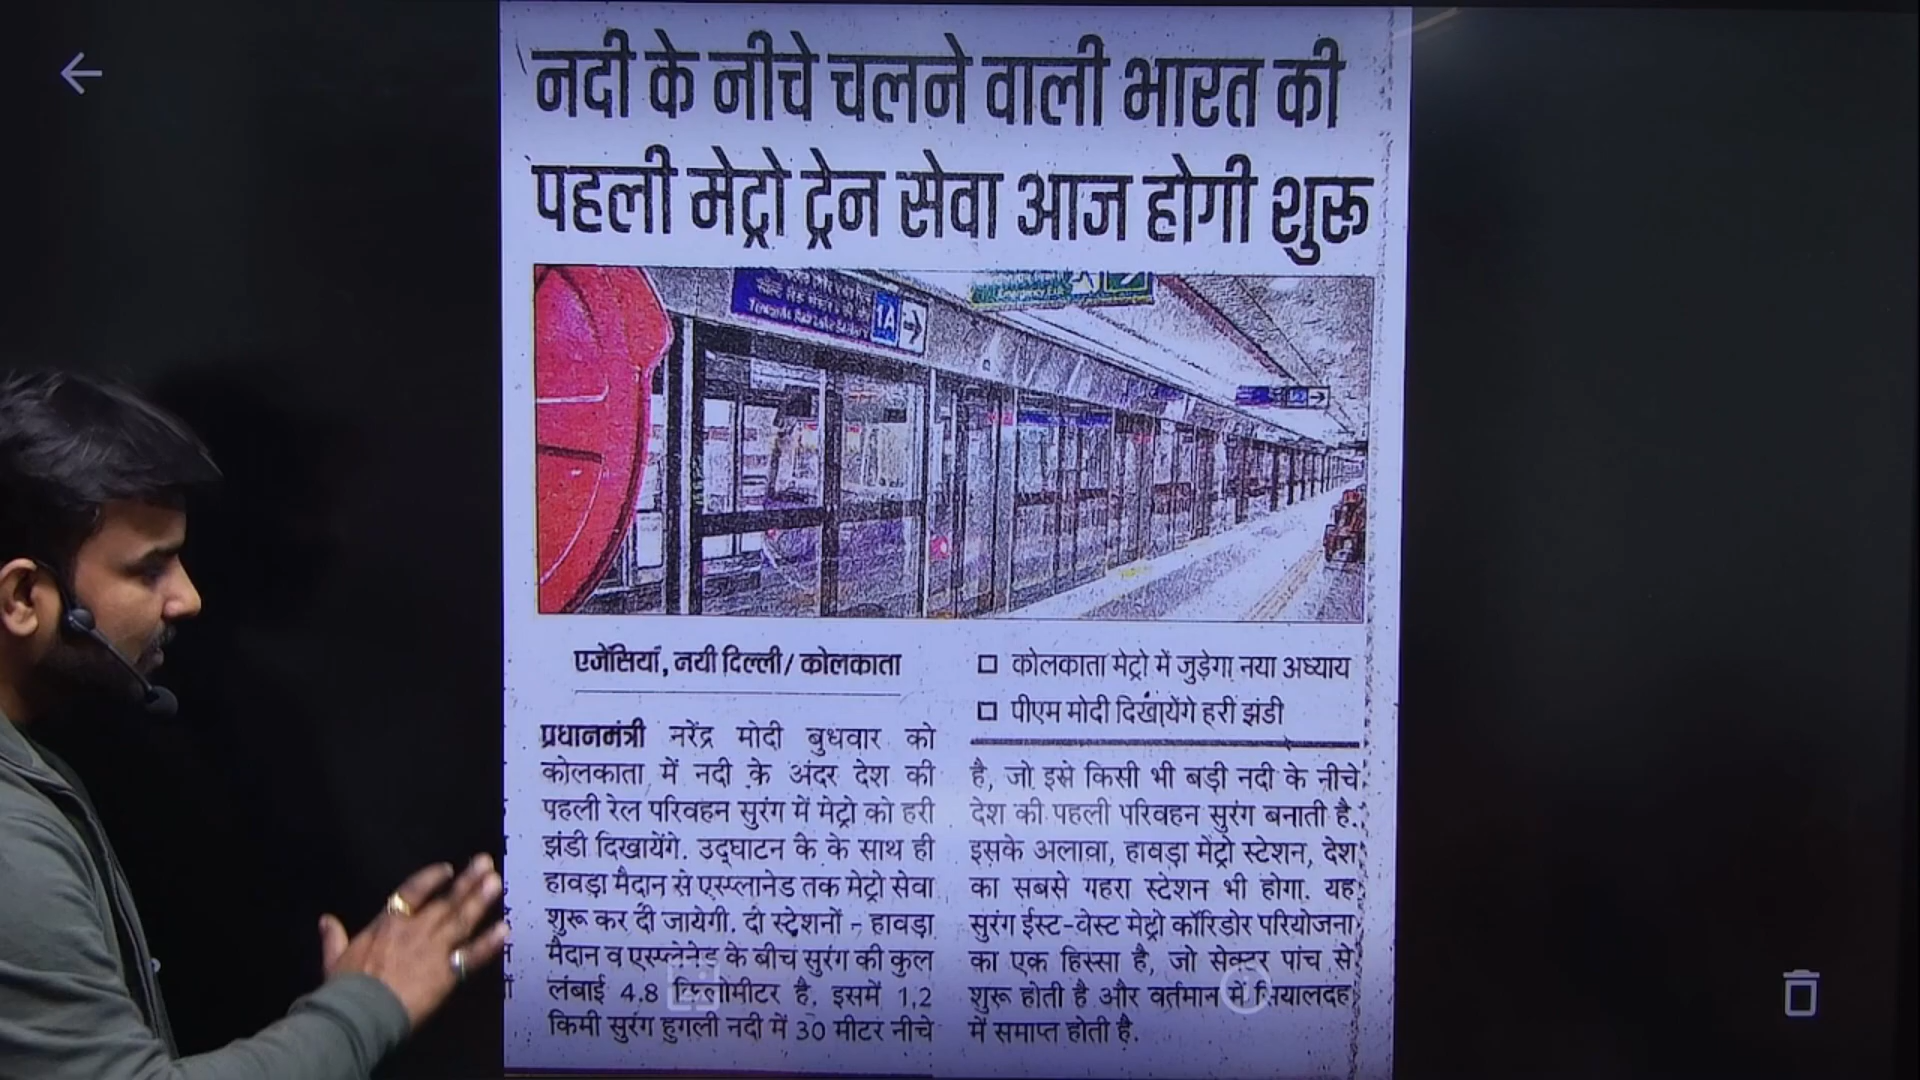 नदी के नीचे चलने वाली भारत की
पहली मेट्रो ट्रेन सेवा आज होगी शुरू
1A
एजेंसियां, नयी दिल्ली/ कोलकाता
प्रधानमंत्री नरेंद्र मोदी बुधवार को
कोलकाता में नदी के अंदर देश की
पहली रेल परिवहन सुरंग में मेट्रो को हरी
झंडी दिखायेंगे. उद्घाटन के के साथ ही
हावड़ा मैदान से एस्प्लानेड तक मेट्रो सेवा
शुरू कर दी जायेगी. दो स्टेशनों - हावड़ा
मैदान व एस्प्लेनेड के बीच सुरंग की कुल
लंबाई 4.8 किलोमीटर है. इसमें 1.2
किमी सुरंग हुगली नदी में 30 मीटर नीचे
कोलकाता मेट्रो में जुड़ेगा नया अध्याय
पीएम मोदी दिखायेंगे हरी झंडी
है, जो इसे किसी भी बड़ी नदी के नीचे
देश की पहली परिवहन सुरंग बनाती है.
इसके अलावा, हावड़ा मेट्रो स्टेशन, देश
का सबसे गहरा स्टेशन भी होगा. यह
सुरंग ईस्ट-वेस्ट मेट्रो कॉरिडोर परियोजना
का एक हिस्सा है, जो सेक्टर पांच से
शुरू होती है और वर्तमान में सियालदह
में समाप्त होती है.